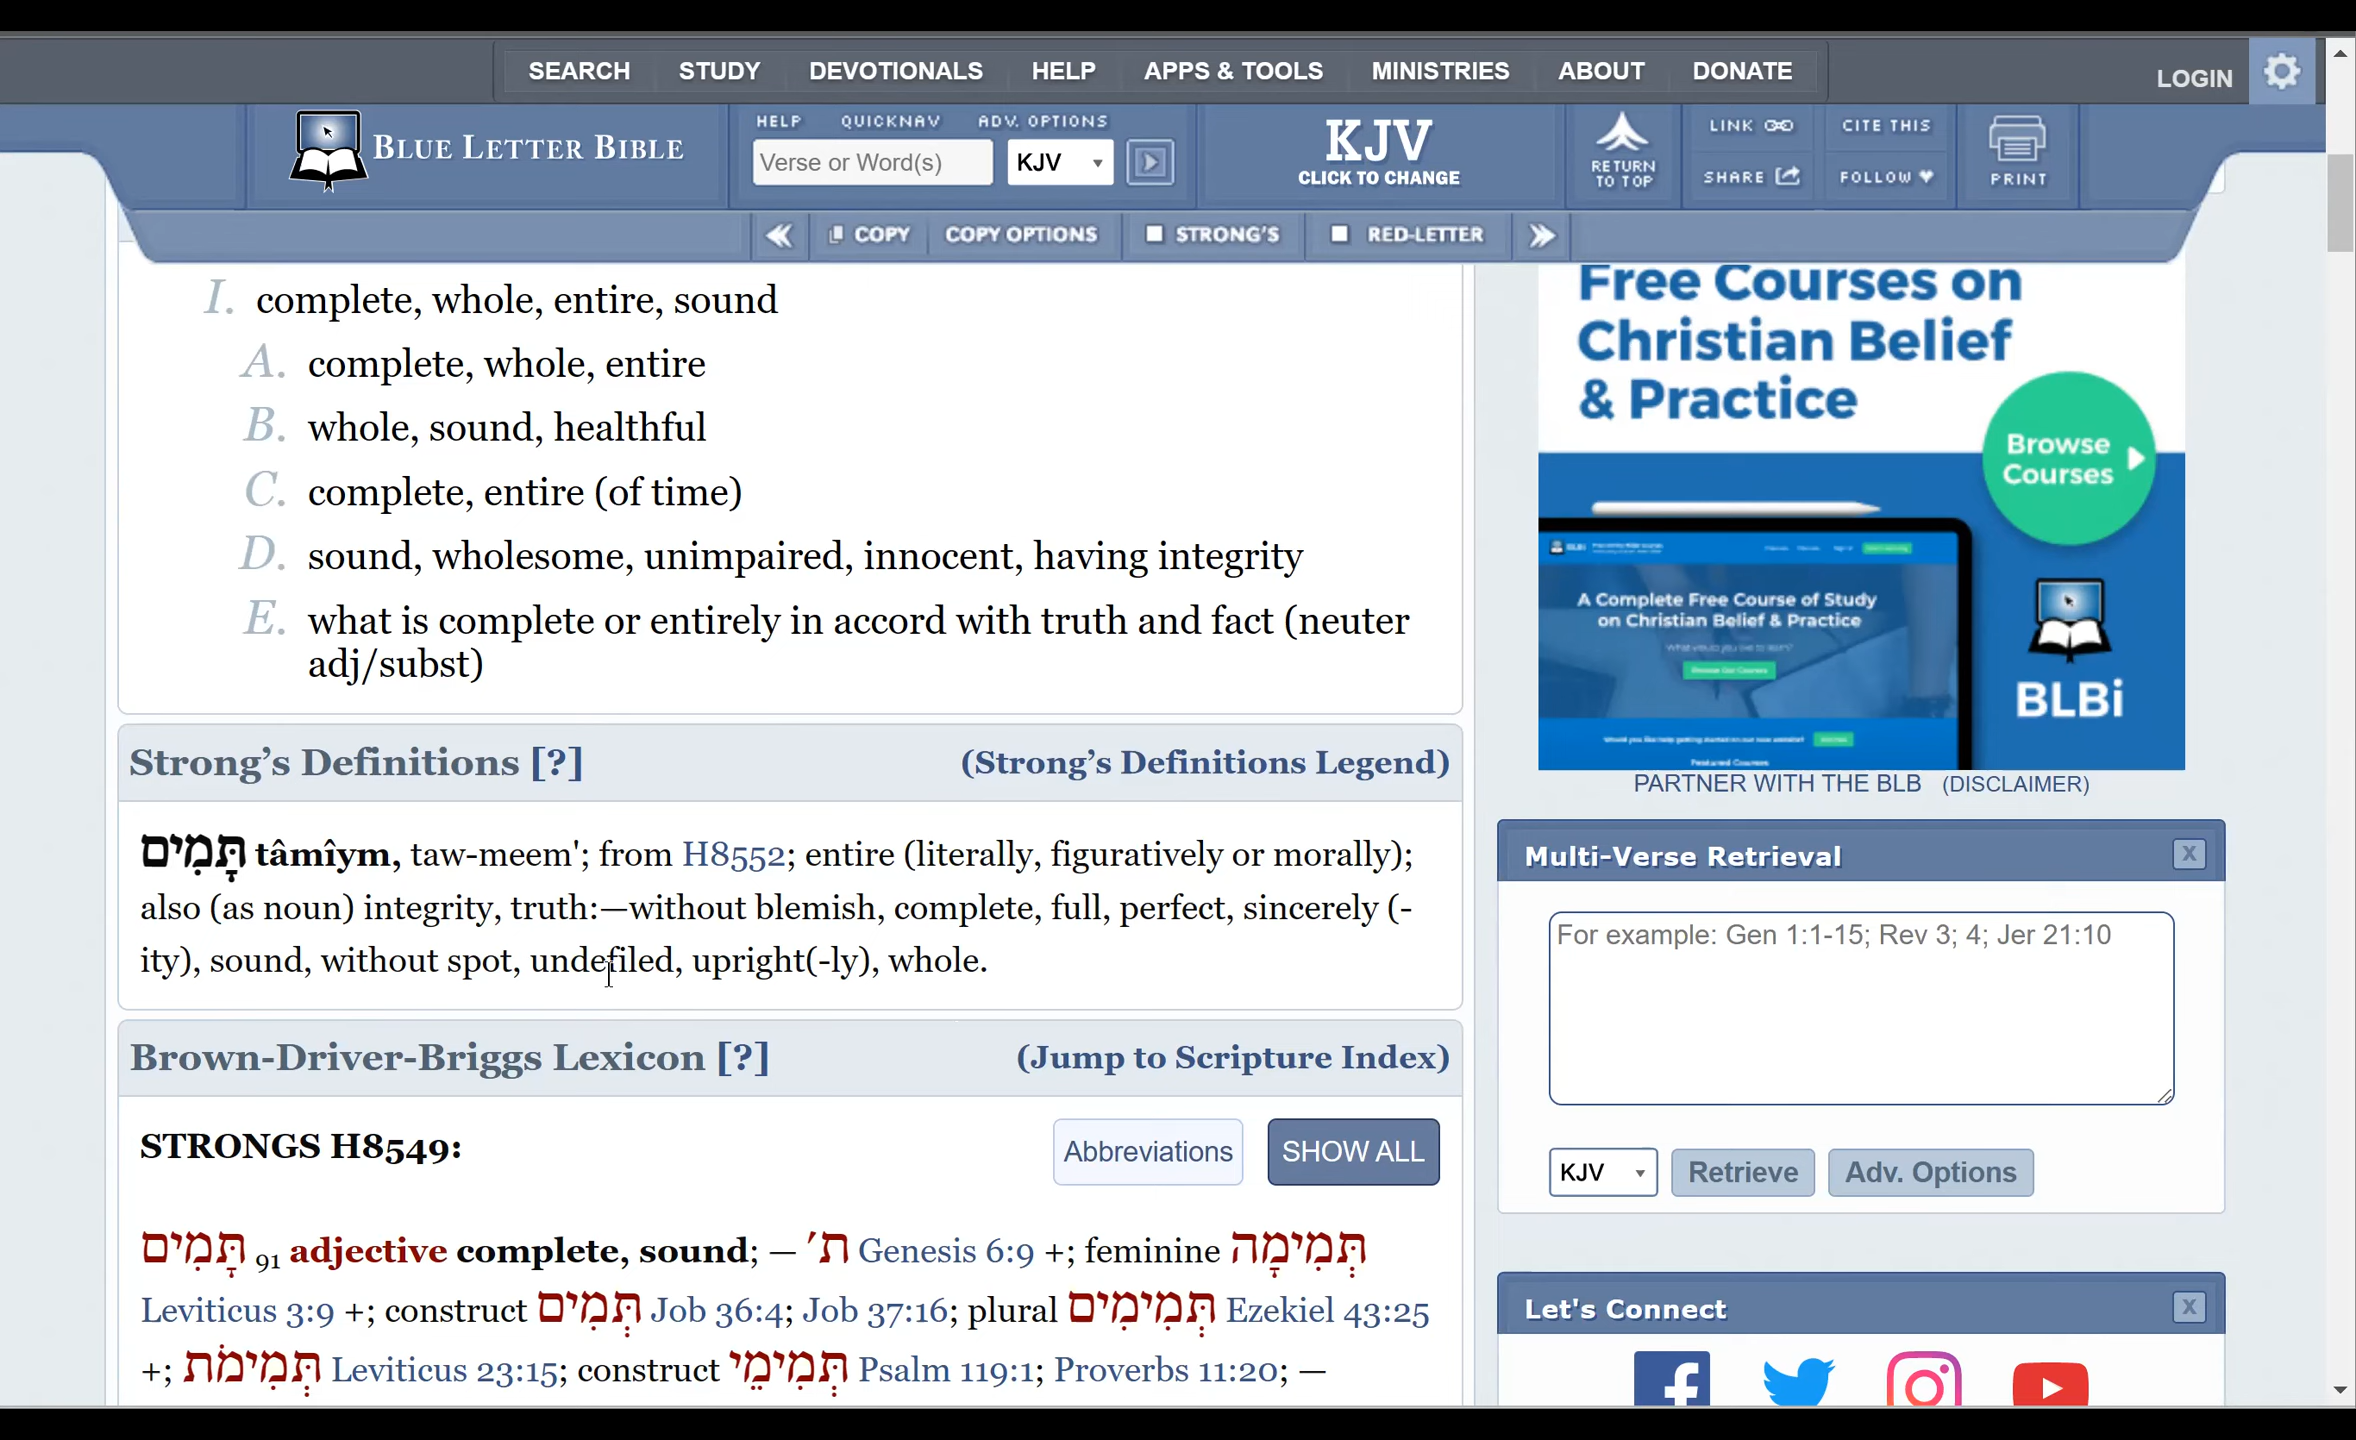 SEARCH STUDY DEVOTIONALS HELP APPS & TOOLS MINISTRIES ABOUT DONATE LOGIN
BLUE LETTER BIBLE
HELP QUICKNAV ADV. OPTIONS
Verse or Word(s) KJV
KJV
CLICK TO CHANGE
RETURN
TO TOP
LINK CITE THIS
SHARE FOLLOW
PRINT
COPY COPY OPTIONS STRONG'S RED-LETTER
I. complete, whole, entire, sound
A. complete, whole, entire
B. whole, sound, healthful
C. complete, entire (of time)
D. sound, wholesome, unimpaired, innocent, having integrity
E. what is complete or entirely in accord with truth and fact (neuter
adj/subst)
Strong’s Definitions [?] (Strong’s Definitions Legend)
תָּמִים tâmîym, taw-meem'; from H8552; entire (literally, figuratively or morally);
also (as noun) integrity, truth:—without blemish, complete, full, perfect, sincerely (-
ity), sound, without spot, undefiled, upright(-ly), whole.
Brown-Driver-Briggs Lexicon [?] (Jump to Scripture Index)
STRONGS H8549: Abbreviations SHOW ALL
תָּמִים 91 adjective complete, sound; — ת׳ Genesis 6:9 +; feminine תְּמִימָה
Leviticus 3:9 +; construct תְּמִים Job 36:4; Job 37:16; plural תְּמִימִים Ezekiel 43:25
+; תְּמִימֹת Leviticus 23:15; construct תְּמִימֵי Psalm 119:1; Proverbs 11:20; —
Free Courses on
Christian Belief
& Practice
Browse
Courses
A Complete Free Course of Study
on Christian Belief & Practice
BLBi
PARTNER WITH THE BLB (DISCLAIMER)
Multi-Verse Retrieval X
For example: Gen 1:1-15; Rev 3; 4; Jer 21:10
KJV Retrieve Adv. Options
Let's Connect X